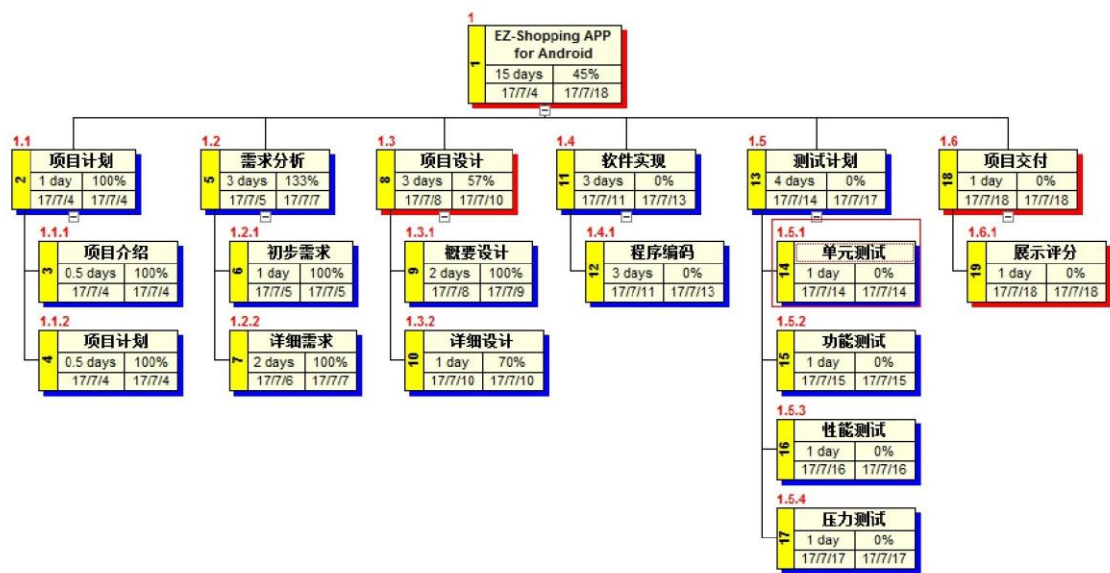 1
EZ-Shopping APP
for Android
1
15 days 45%
17/7/4 17/7/18
1.1
项目计划
2
1 day 100%
17/7/4 17/7/4
1.1.1
项目介绍
3
0.5 days 100%
17/7/4 17/7/4
1.1.2
项目计划
4
0.5 days 100%
17/7/4 17/7/4
1.2
需求分析
5
3 days 133%
17/7/5 17/7/7
1.2.1
初步需求
6
1 day 100%
17/7/5 17/7/5
1.2.2
详细需求
7
2 days 100%
17/7/6 17/7/7
1.3
项目设计
8
3 days 57%
17/7/8 17/7/10
1.3.1
概要设计
9
2 days 100%
17/7/8 17/7/9
1.3.2
详细设计
10
1 day 70%
17/7/10 17/7/10
1.4
软件实现
11
3 days 0%
17/7/11 17/7/13
1.4.1
程序编码
12
3 days 0%
17/7/11 17/7/13
1.5
测试计划
13
4 days 0%
17/7/14 17/7/17
1.5.1
单元测试
14
1 day 0%
17/7/14 17/7/14
1.5.2
功能测试
15
1 day 0%
17/7/15 17/7/15
1.5.3
性能测试
16
1 day 0%
17/7/16 17/7/16
1.5.4
压力测试
17
1 day 0%
17/7/17 17/7/17
1.6
项目交付
18
1 day 0%
17/7/18 17/7/18
1.6.1
展示评分
19
1 day 0%
17/7/18 17/7/18